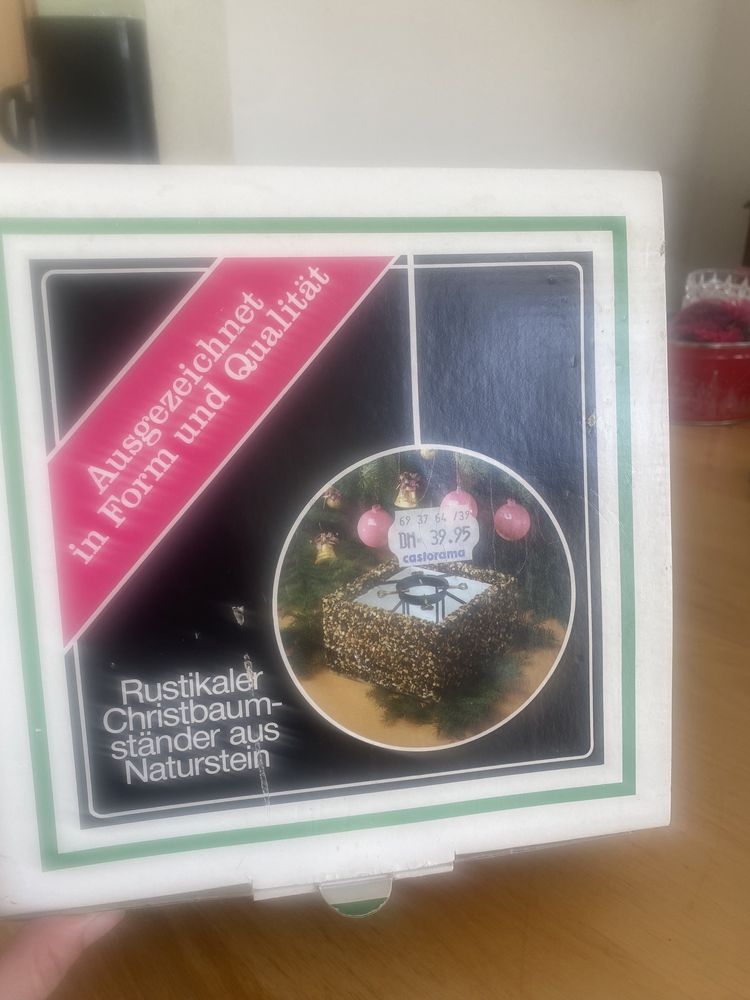 Ausgezeichnet
in Form und Qualität
69 37 64 /39
DM 39.95
castorama
Rustikaler
Christbaum-
ständer aus
Naturstein